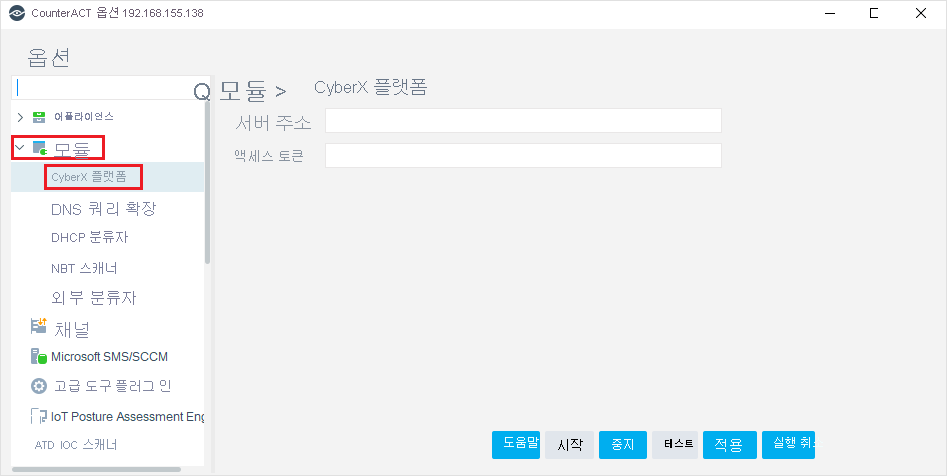 CounterACT 옵션 192.168.155.138
옵션
어플라이언스
모듈
CyberX 플랫폼
DNS 쿼리 확장
DHCP 분류자
NBT 스캐너
외부 분류자
채널
Microsoft SMS/SCCM
고급 도구 플러그 인
IoT Posture Assessment Eng
ATD IOC 스캐너
모듈 > CyberX 플랫폼
서버 주소
액세스 토큰
도움말 시작 중지 테스트 적용 실행 취소